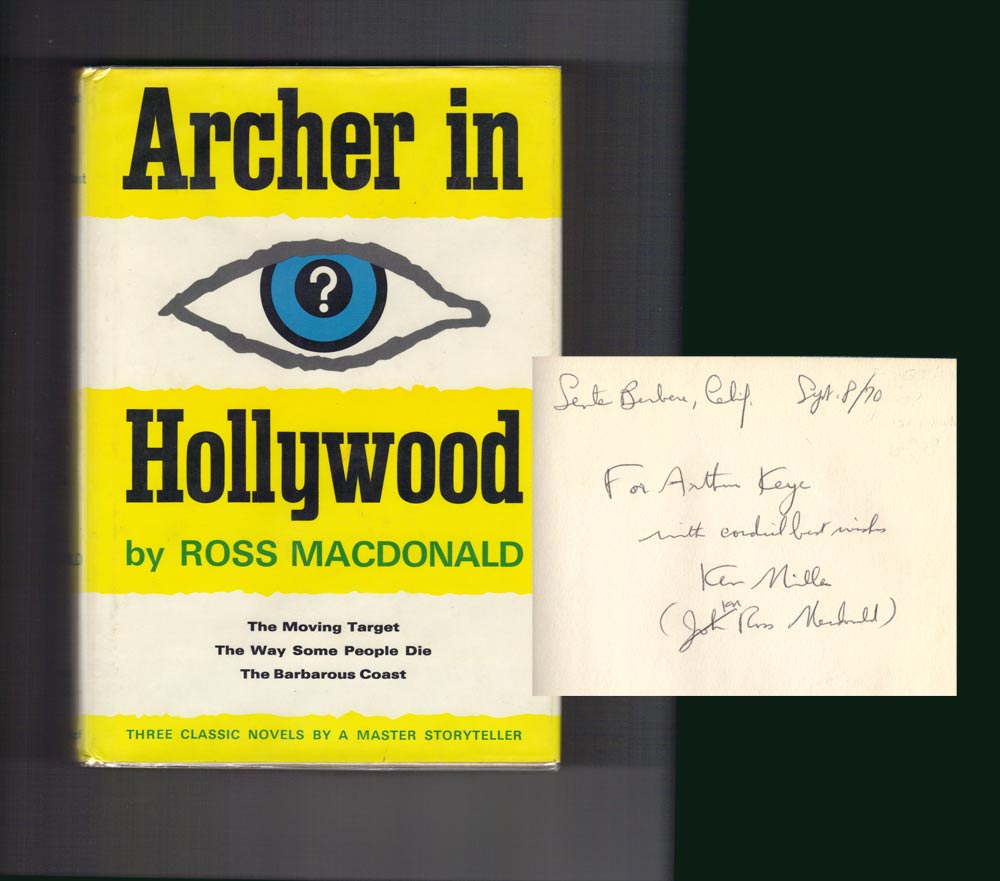 Archer in
?
Hollywood
by ROSS MACDONALD
The Moving Target
The Way Some People Die
The Barbarous Coast
THREE CLASSIC NOVELS BY A MASTER STORYTELLER
Santa Barbara, Calif. Sept. 8/70
For Arthur Keye
with cordial best wishes
Ken Millar
(John Ross Macdonald)